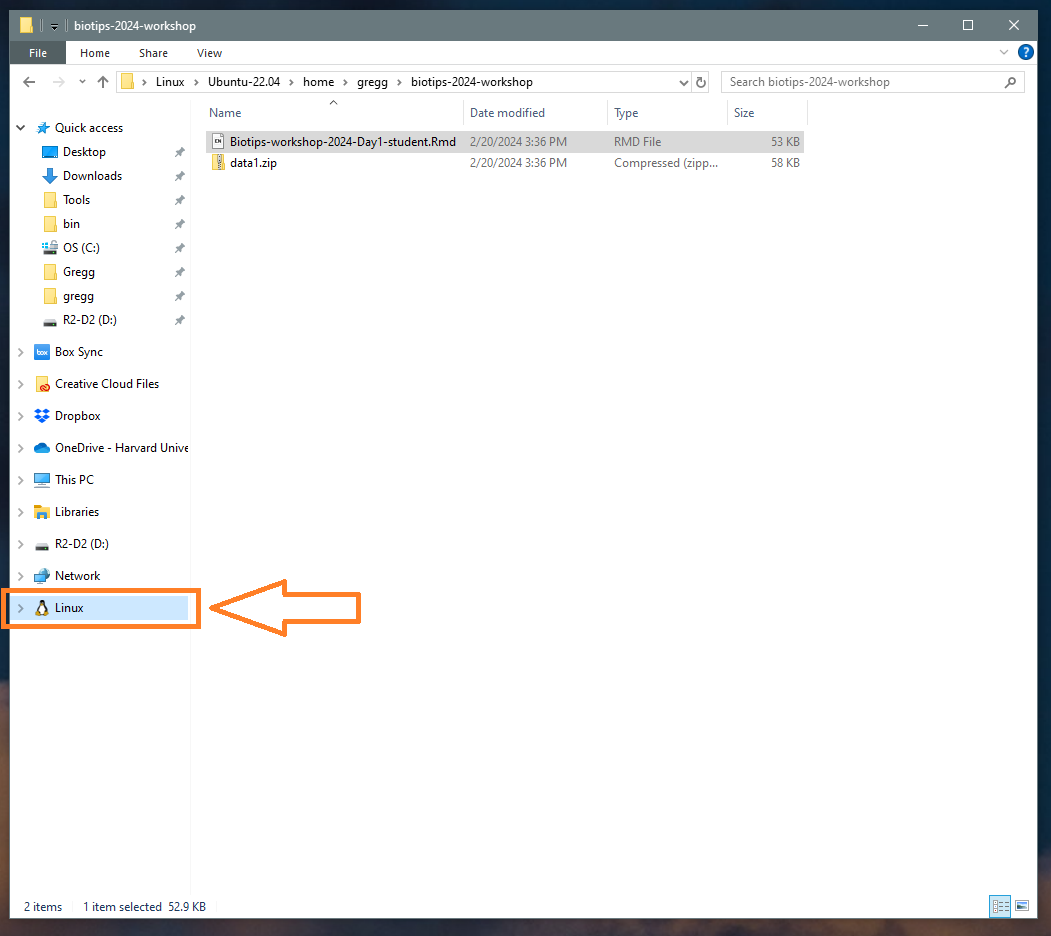 biotips-2024-workshop
File Home Share View
Linux Ubuntu-22.04 home gregg biotips-2024-workshop Search biotips-2024-workshop
Name Date modified Type Size
Biotips-workshop-2024-Day1-student.Rmd 2/20/2024 3:36 PM RMD File 53 KB
data1.zip 2/20/2024 3:36 PM Compressed (zipp... 58 KB
Quick access
Desktop
Downloads
Tools
bin
OS (C:)
Gregg
gregg
R2-D2 (D:)
box Box Sync
Creative Cloud Files
Dropbox
OneDrive - Harvard Unive
This PC
Libraries
R2-D2 (D:)
Network
Linux
2 items 1 item selected 52.9 KB